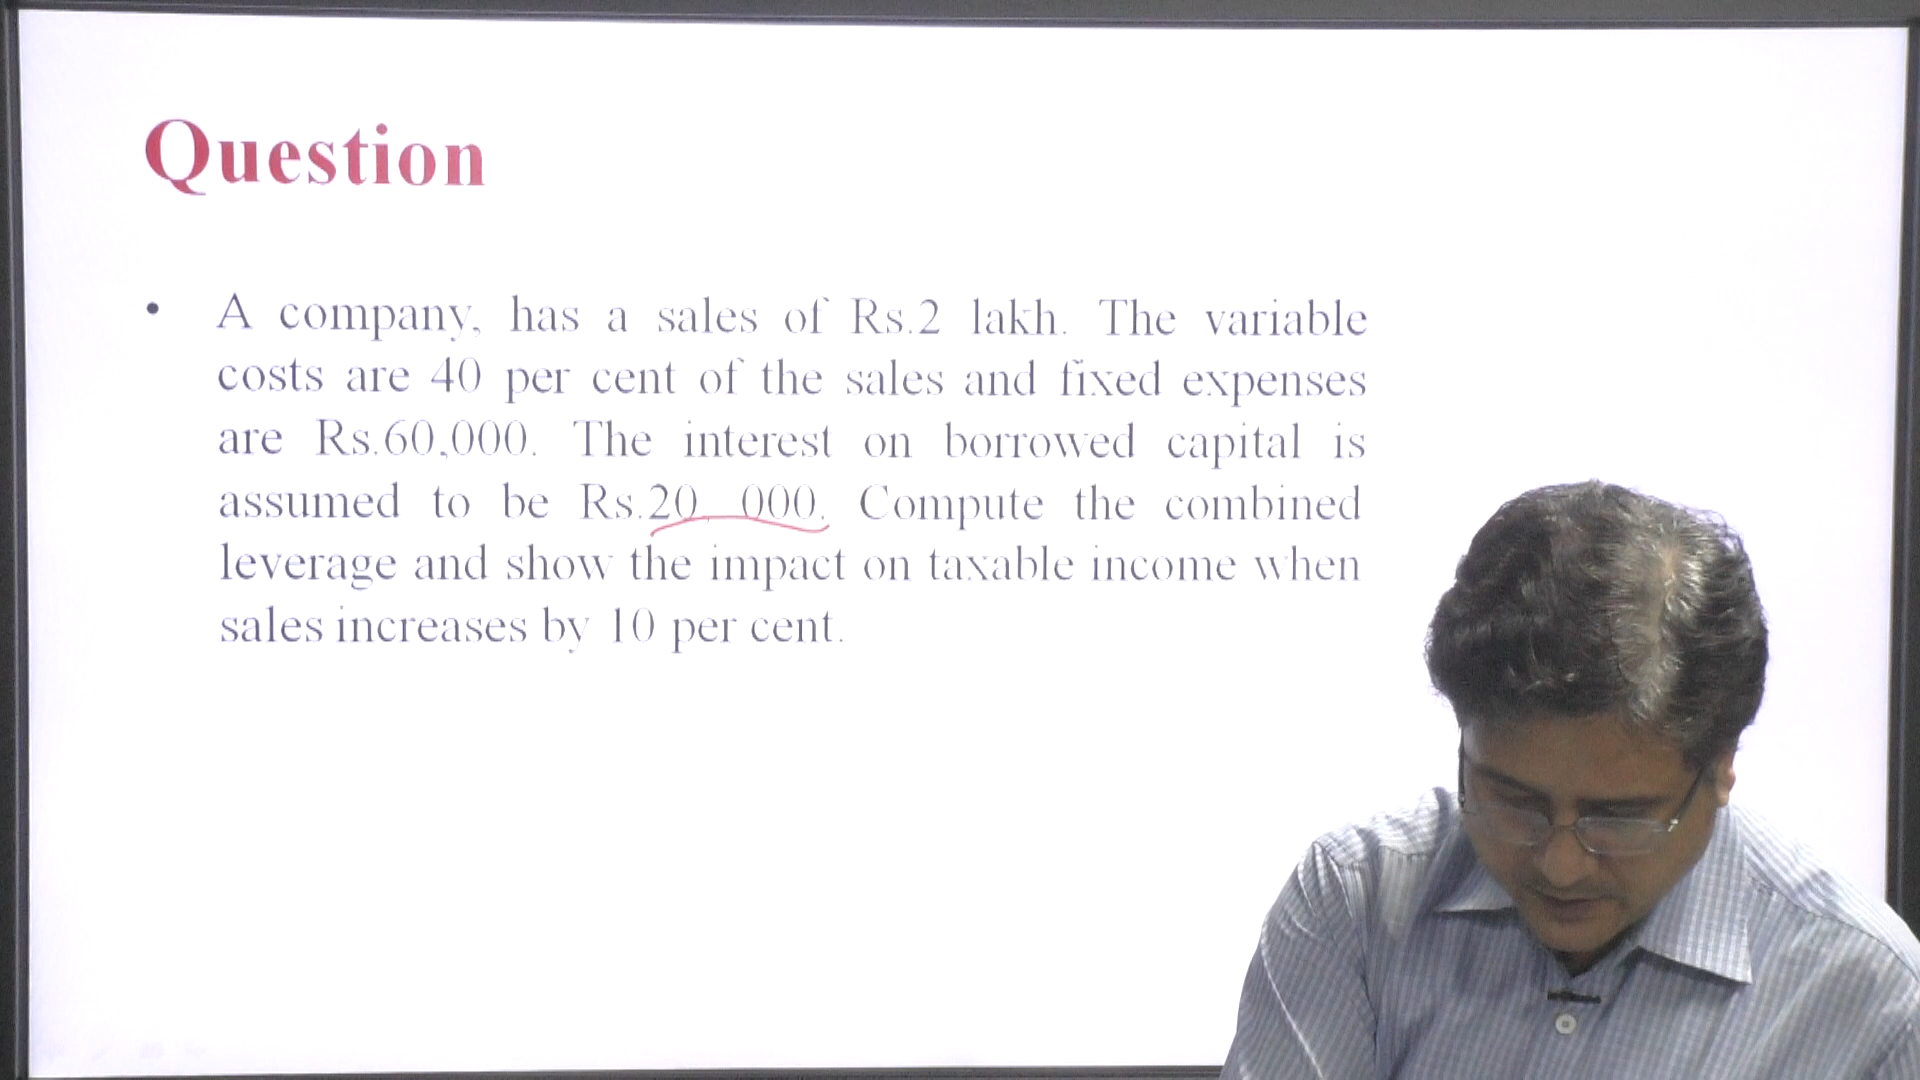 Question
• A company, has a sales of Rs.2 lakh. The variable
costs are 40 per cent of the sales and fixed expenses
are Rs.60,000. The interest on borrowed capital is
assumed to be Rs.20, 000. Compute the combined
leverage and show the impact on taxable income when
sales increases by 10 per cent.